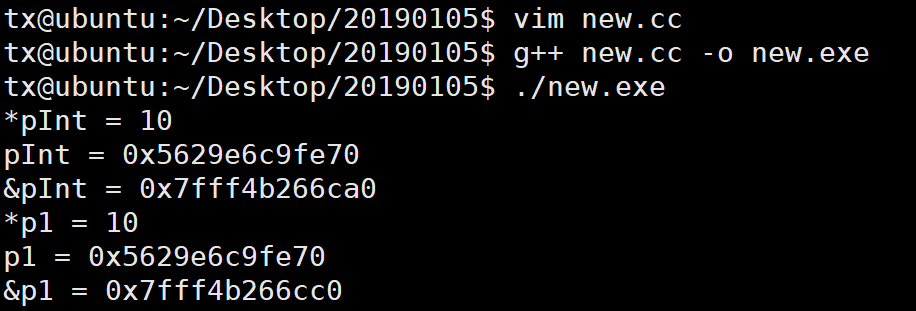 tx@ubuntu:~/Desktop/20190105$ vim new.cc
tx@ubuntu:~/Desktop/20190105$ g++ new.cc -o new.exe
tx@ubuntu:~/Desktop/20190105$ ./new.exe
*pInt = 10
pInt = 0x5629e6c9fe70
&pInt = 0x7fff4b266ca0
*p1 = 10
p1 = 0x5629e6c9fe70
&p1 = 0x7fff4b266cc0